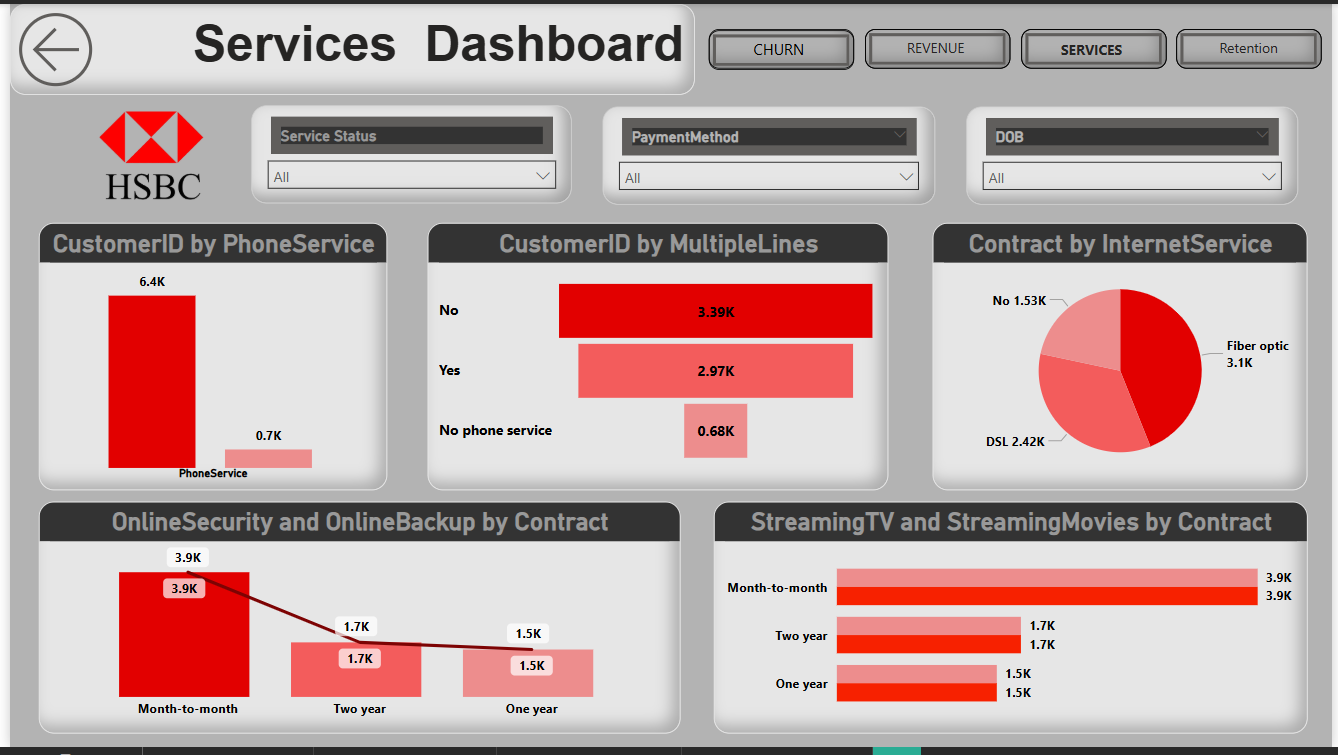 Services Dashboard
CHURN
REVENUE
SERVICES
Retention
HSBC
Service Status
All
PaymentMethod
All
DOB
All
CustomerID by PhoneService
6.4K
0.7K
PhoneService
CustomerID by MultipleLines
No
3.39K
Yes
2.97K
No phone service
0.68K
Contract by InternetService
No 1.53K
Fiber optic
3.1K
DSL 2.42K
OnlineSecurity and OnlineBackup by Contract
3.9K
3.9K
1.7K
1.7K
1.5K
1.5K
Month-to-month
Two year
One year
StreamingTV and StreamingMovies by Contract
Month-to-month
3.9K
3.9K
Two year
1.7K
1.7K
One year
1.5K
1.5K